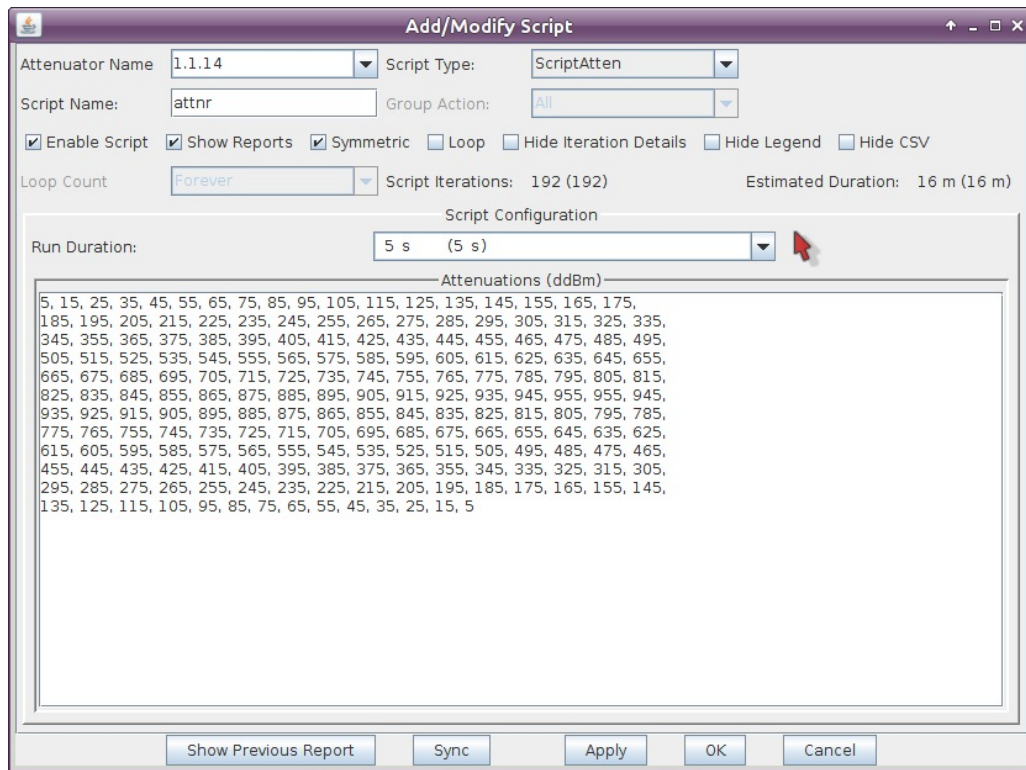 Add/Modify Script
Attenuator Name 1.1.14 Script Type: ScriptAtten
Script Name: attnr Group Action: All
Enable Script Show Reports Symmetric Loop Hide Iteration Details Hide Legend Hide CSV
Loop Count Forever Script Iterations: 192 (192) Estimated Duration: 16 m (16 m)
Script Configuration
Run Duration: 5 s (5 s)
Attenuations (ddBm)
5, 15, 25, 35, 45, 55, 65, 75, 85, 95, 105, 115, 125, 135, 145, 155, 165, 175,
185, 195, 205, 215, 225, 235, 245, 255, 265, 275, 285, 295, 305, 315, 325, 335,
345, 355, 365, 375, 385, 395, 405, 415, 425, 435, 445, 455, 465, 475, 485, 495,
505, 515, 525, 535, 545, 555, 565, 575, 585, 595, 605, 615, 625, 635, 645, 655,
665, 675, 685, 695, 705, 715, 725, 735, 745, 755, 765, 775, 785, 795, 805, 815,
825, 835, 845, 855, 865, 875, 885, 895, 905, 915, 925, 935, 945, 955, 955, 945,
935, 925, 915, 905, 895, 885, 875, 865, 855, 845, 835, 825, 815, 805, 795, 785,
775, 765, 755, 745, 735, 725, 715, 705, 695, 685, 675, 665, 655, 645, 635, 625,
615, 605, 595, 585, 575, 565, 555, 545, 535, 525, 515, 505, 495, 485, 475, 465,
455, 445, 435, 425, 415, 405, 395, 385, 375, 365, 355, 345, 335, 325, 315, 305,
295, 285, 275, 265, 255, 245, 235, 225, 215, 205, 195, 185, 175, 165, 155, 145,
135, 125, 115, 105, 95, 85, 75, 65, 55, 45, 35, 25, 15, 5
Show Previous Report Sync Apply OK Cancel